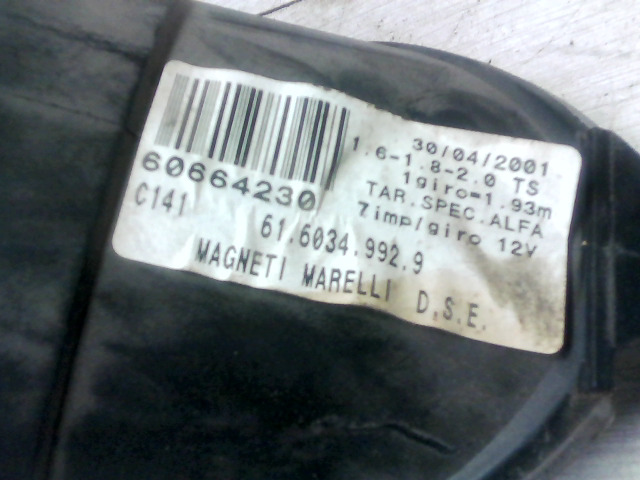 30/04/2001
1.6-1.8-2.0 TS
1giro=1.93m
TAR.SPEC.ALFA
7imp/giro 12V
60664230
C141
61.6034.992.9
MAGNETI MARELLI D.S.E.